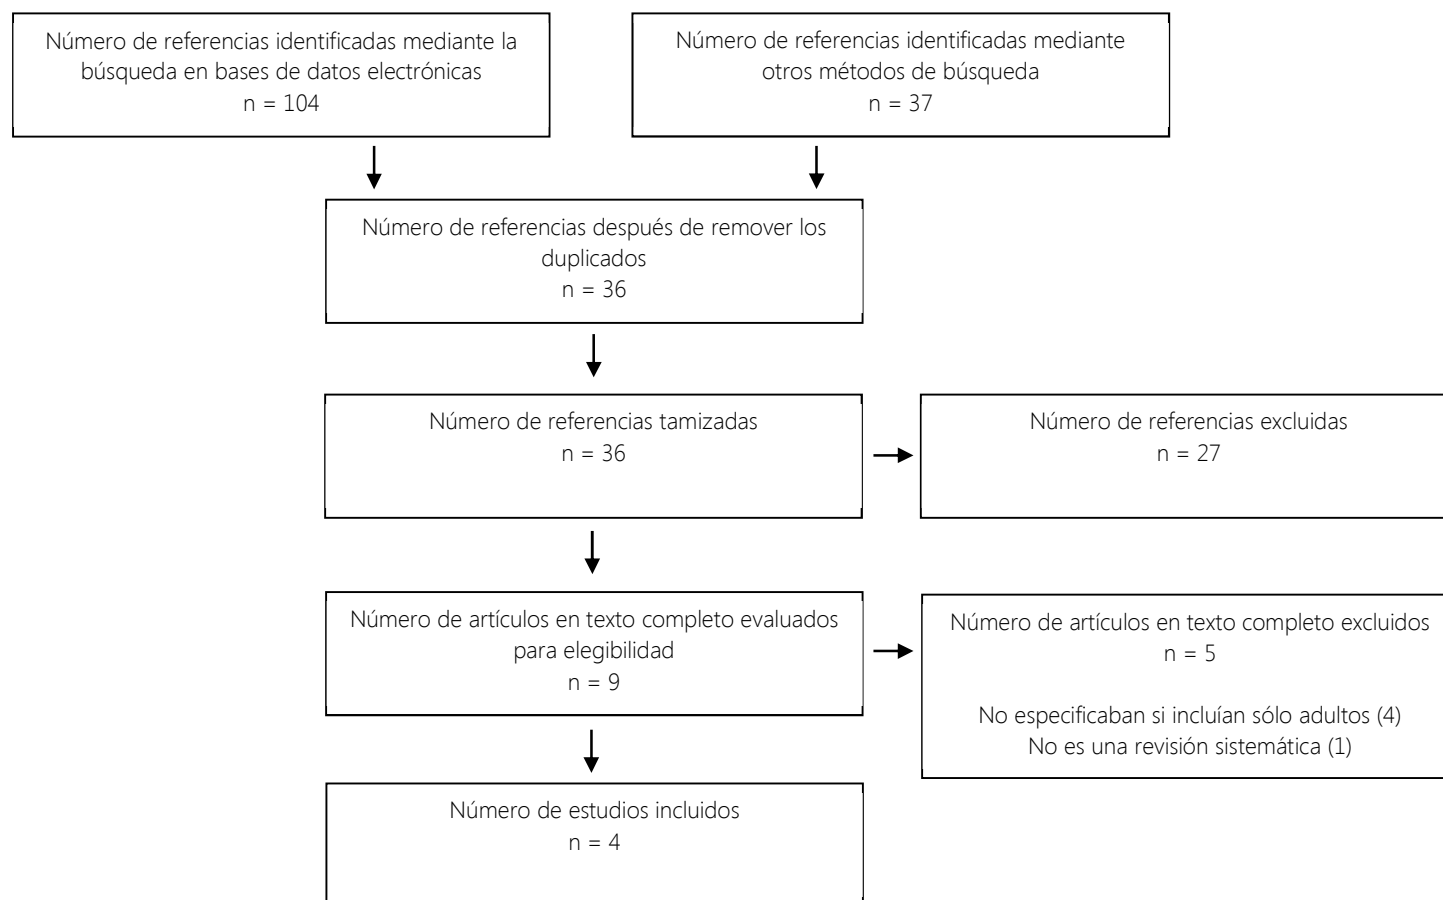 Número de referencias identificadas mediante la
búsqueda en bases de datos electrónicas
n = 104
Número de referencias identificadas mediante
otros métodos de búsqueda
n = 37
Número de referencias después de remover los
duplicados
n = 36
Número de referencias tamizadas
n = 36
Número de referencias excluidas
n = 27
Número de artículos en texto completo evaluados
para elegibilidad
n = 9
Número de artículos en texto completo excluidos
n = 5
No especificaban si incluían sólo adultos (4)
No es una revisión sistemática (1)
Número de estudios incluidos
n = 4